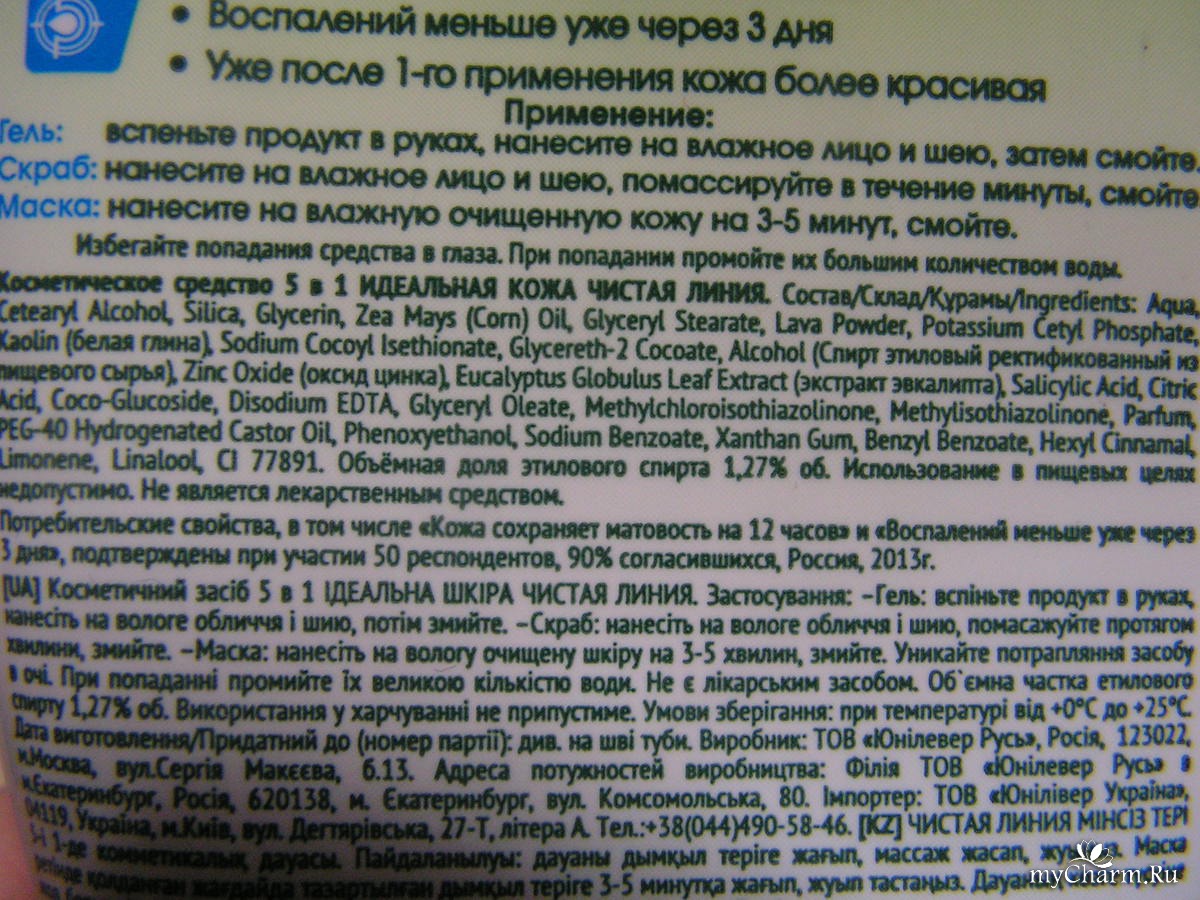 • Воспалений меньше уже через 3 дня
• Уже после 1-го применения кожа более красивая
Применение:
Гель: вспеньте продукт в руках, нанесите на влажное лицо и шею, затем смойте.
Скраб: нанесите на влажное лицо и шею, помассируйте в течение минуты, смойте
Маска: нанесите на влажную очищенную кожу на 3-5 минут, смойте.
Избегайте попадания средства в глаза. При попадании промойте их большим количеством воды.
Косметическое средство 5 в 1 ИДЕАЛЬНАЯ КОЖА ЧИСТАЯ ЛИНИЯ. Состав/Склад/Құрамы/Ingredients: Aqua,
Cetearyl Alcohol, Silica, Glycerin, Zea Mays (Corn) Oil, Glyceryl Stearate, Lava Powder, Potassium Cetyl Phosphate,
Kaolin (белая глина), Sodium Cocoyl Isethionate, Glycereth-2 Cocoate, Alcohol (Спирт этиловый ректификованный из
пищевого сырья), Zinc Oxide (оксид цинка), Eucalyptus Globulus Leaf Extract (экстракт эвкалипта), Salicylic Acid, Citric
Acid, Coco-Glucoside, Disodium EDTA, Glyceryl Oleate, Methylchloroisothiazolinone, Methylisothiazolinone, Parfum,
PEG-40 Hydrogenated Castor Oil, Phenoxyethanol, Sodium Benzoate, Xanthan Gum, Benzyl Benzoate, Hexyl Cinnamal,
Limonene, Linalool, CI 77891. Объёмная доля этилового спирта 1,27% об. Использование в пищевых целях
недопустимо. Не является лекарственным средством.
Потребительские свойства, в том числе «Кожа сохраняет матовость на 12 часов» и «Воспалений меньше уже через
3 дня», подтверждены при участии 50 респондентов, 90% согласившихся, Россия, 2013г.
[UA] Косметичний засіб 5 в 1 ІДЕАЛЬНА ШКІРА ЧИСТАЯ ЛИНИЯ. Застосування: –Гель: вспіньте продукт в руках,
нанесіть на вологе обличчя і шию, потім змийте. –Скраб: нанесіть на вологе обличчя і шию, помасажуйте протягом
хвилини, змийте. –Маска: нанесіть на вологу очищену шкіру на 3-5 хвилин, змийте. Уникайте потрапляння засобу
в очі. При попаданні промийте їх великою кількістю води. Не є лікарським засобом. Об`ємна частка етилового
спирту 1,27% об. Використання у харчуванні не припустиме. Умови зберігання: при температурі від +0°С до +25°С.
Дата виготовлення/Придатний до (номер партії): див. на шві туби. Виробник: ТОВ «Юнілевер Русь», Росія, 123022,
м.Москва, вул.Сергія Макєєва, б.13. Адреса потужностей виробництва: Філія ТОВ «Юнілевер Русь» в
м.Екатеринбург, Росія, 620138, м. Єкатеринбург, вул. Комсомольська, 80. Імпортер: ТОВ «Юнілівер Україна»,
04119, Україна, м.Київ, вул. Дегтярівська, 27-Т, літера А. Тел.:+38(044)490-58-46. [KZ] ЧИСТАЯ ЛИНИЯ МІНСІЗ ТЕРІ
1-де косметикалық дауасы. Пайдаланылуы: дауаны дымқыл теріге жағып, массаж жасап, Маска
ретінде қолданған жағдайда тазартылған дымқыл теріге 3-5 минутқа жағып, жуып тастаңыз.
myCharm.Ru